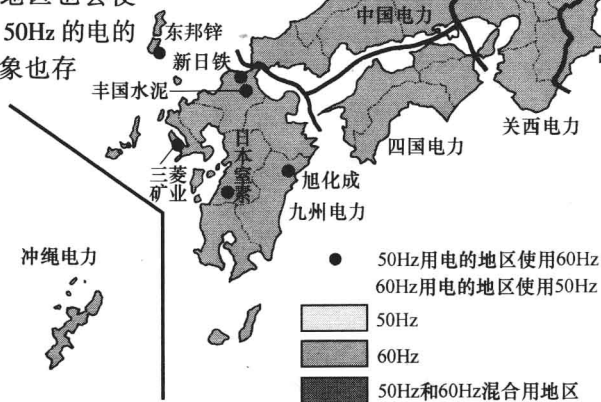 地区也会使
50Hz 的电的
象也存
东邦锌
新日铁
丰国水泥
中国电力
关西电力
四国电力
日本窒素
三菱
矿业
旭化成
九州电力
冲绳电力
50Hz用电的地区使用60Hz
60Hz用电的地区使用50Hz
50Hz
60Hz
50Hz和60Hz混合用地区